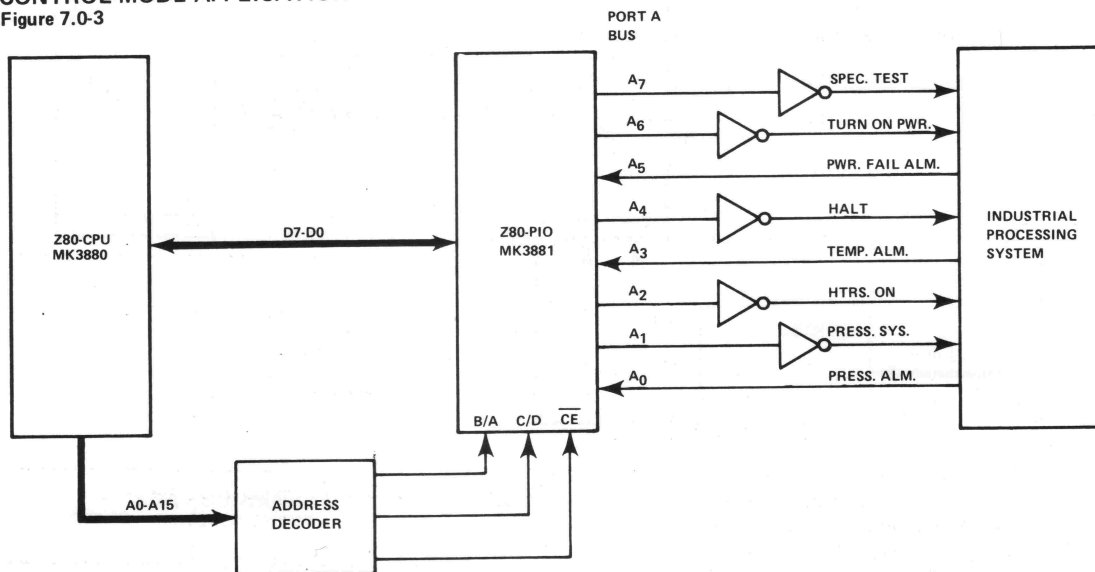 Figure 7.0-3
PORT A
BUS
A7
SPEC. TEST
A6
TURN ON PWR.
A5
PWR. FAIL ALM.
Z80-CPU
MK3880
D7-D0
Z80-PIO
MK3881
A4
HALT
INDUSTRIAL
PROCESSING
SYSTEM
A3
TEMP. ALM.
A2
HTRS. ON
A1
PRESS. SYS.
A0
PRESS. ALM.
B/A
C/D
CE
A0-A15
ADDRESS
DECODER